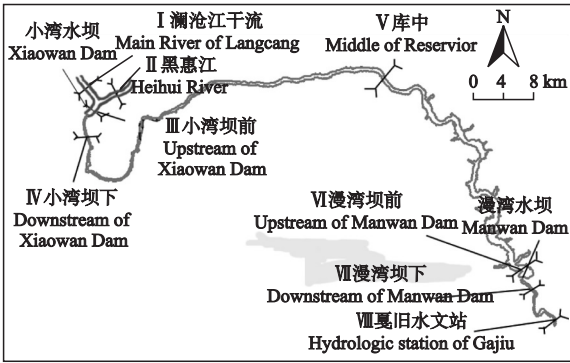 小湾水坝
Xiaowan Dam
Ⅰ澜沧江干流
Main River of Langcang
Ⅱ黑惠江
Heihui River
Ⅴ库中
Middle of Reservior
N
0 4 8 km
Ⅲ小湾坝前
Upstream of
Xiaowan Dam
Ⅳ小湾坝下
Downstream of
Xiaowan Dam
Ⅵ漫湾坝前
Upstream of Manwan Dam
漫湾水坝
Manwan Dam
Ⅶ漫湾坝下
Downstream of Manwan Dam
Ⅷ戛旧水文站
Hydrologic station of Gajiu